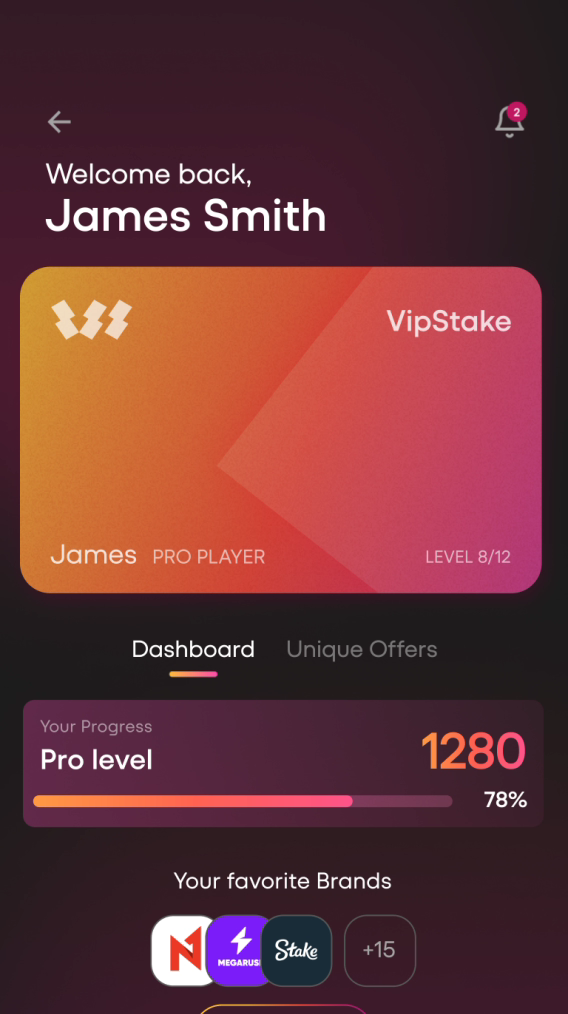 2
Welcome back,
James Smith
VipStake
James PRO PLAYER LEVEL 8/12
Dashboard Unique Offers
Your Progress
Pro level
1280
78%
Your favorite Brands
Stake +15